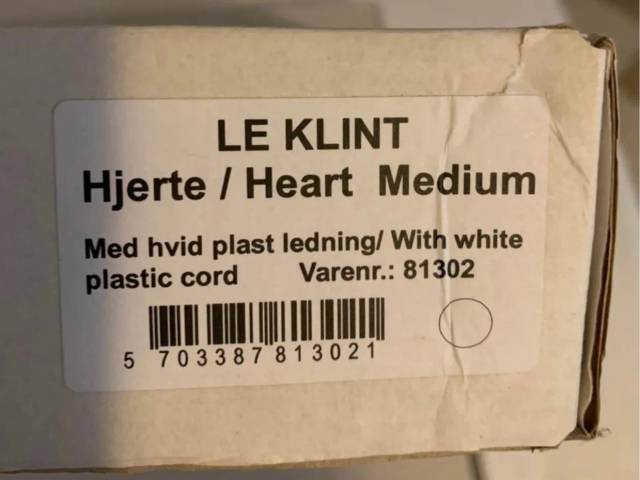 LE KLINT
Hjerte / Heart Medium
Med hvid plast ledning/ With white
plastic cord Varenr.: 81302
5 703387 813021